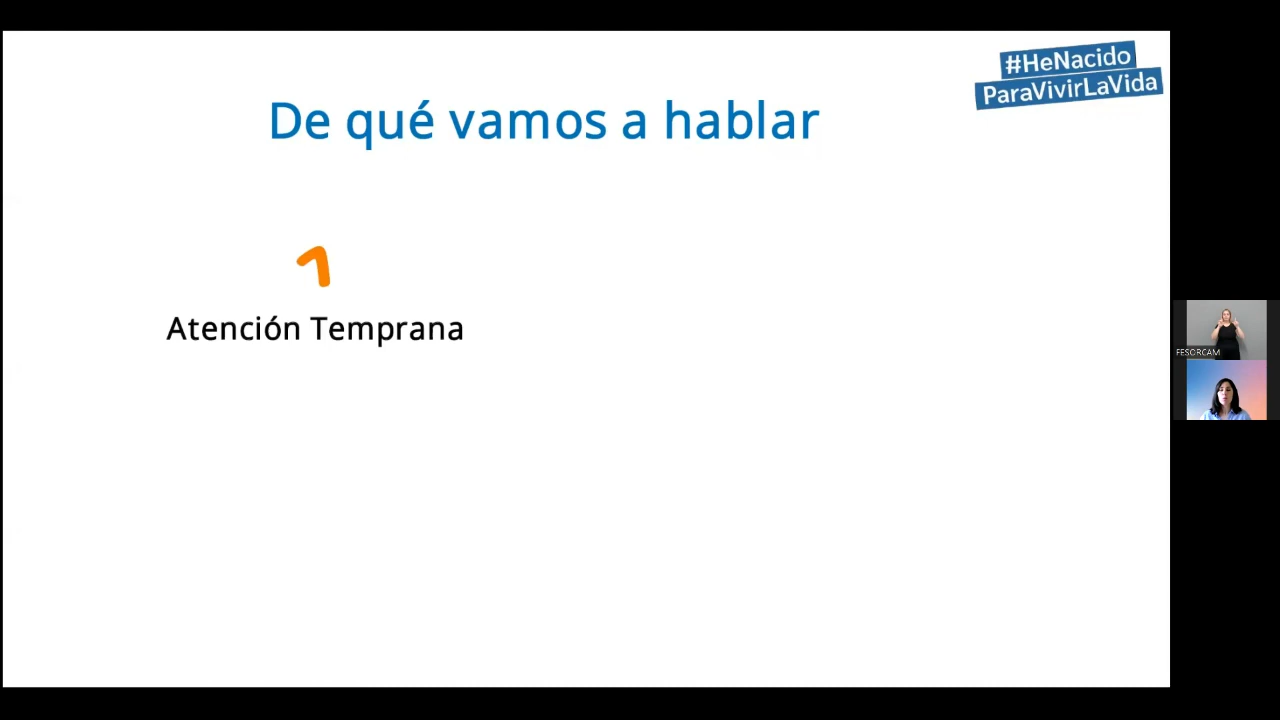 #HeNacido
ParaVivirLaVida
De qué vamos a hablar
1
Atención Temprana
FESORCAM